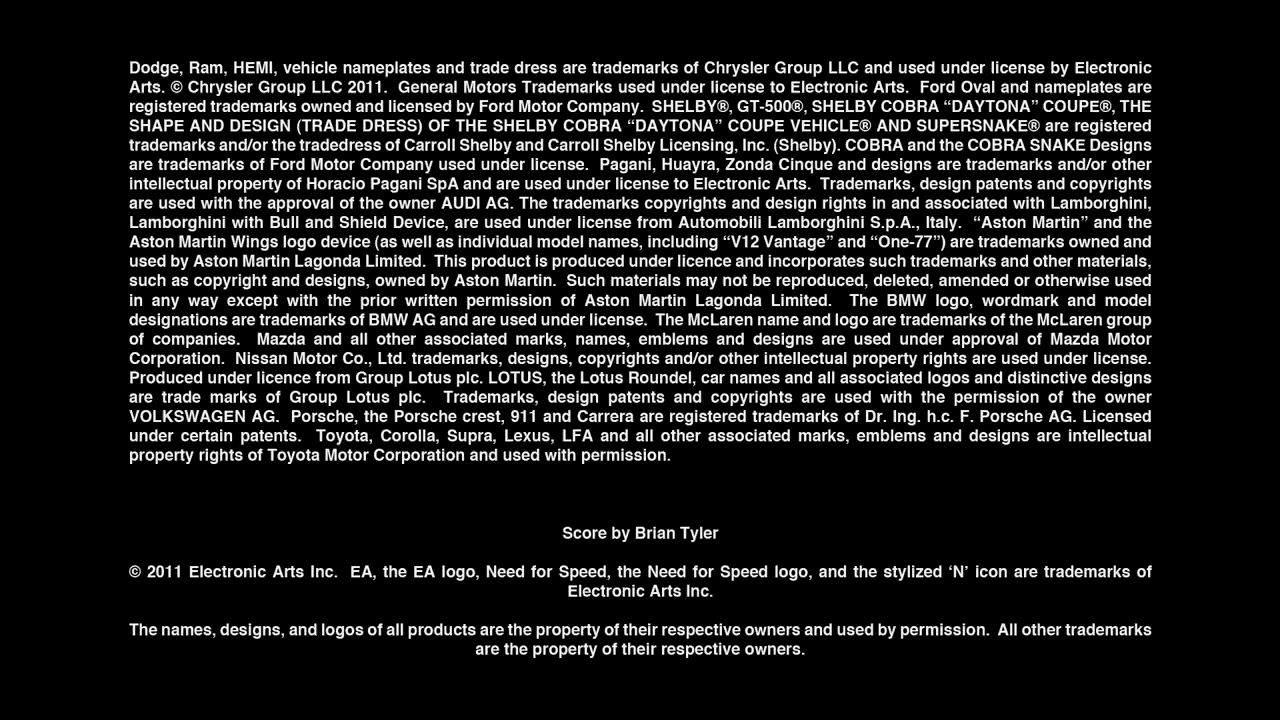 Dodge, Ram, HEMI, vehicle nameplates and trade dress are trademarks of Chrysler Group LLC and used under license by Electronic
Arts. © Chrysler Group LLC 2011.  General Motors Trademarks used under license to Electronic Arts.  Ford Oval and nameplates are
registered trademarks owned and licensed by Ford Motor Company.  SHELBY®, GT-500®, SHELBY COBRA “DAYTONA” COUPE®, THE
SHAPE AND DESIGN (TRADE DRESS) OF THE SHELBY COBRA “DAYTONA” COUPE VEHICLE® AND SUPERSNAKE® are registered
trademarks and/or the tradedress of Carroll Shelby and Carroll Shelby Licensing, Inc. (Shelby). COBRA and the COBRA SNAKE Designs
are trademarks of Ford Motor Company used under license.  Pagani, Huayra, Zonda Cinque and designs are trademarks and/or other
intellectual property of Horacio Pagani SpA and are used under license to Electronic Arts.  Trademarks, design patents and copyrights
are used with the approval of the owner AUDI AG. The trademarks copyrights and design rights in and associated with Lamborghini,
Lamborghini with Bull and Shield Device, are used under license from Automobili Lamborghini S.p.A., Italy.  “Aston Martin” and the
Aston Martin Wings logo device (as well as individual model names, including “V12 Vantage” and “One-77”) are trademarks owned and
used by Aston Martin Lagonda Limited.  This product is produced under licence and incorporates such trademarks and other materials,
such as copyright and designs, owned by Aston Martin.  Such materials may not be reproduced, deleted, amended or otherwise used
in any way except with the prior written permission of Aston Martin Lagonda Limited.  The BMW logo, wordmark and model
designations are trademarks of BMW AG and are used under license.  The McLaren name and logo are trademarks of the McLaren group
of companies.  Mazda and all other associated marks, names, emblems and designs are used under approval of Mazda Motor
Corporation.  Nissan Motor Co., Ltd. trademarks, designs, copyrights and/or other intellectual property rights are used under license.
Produced under licence from Group Lotus plc. LOTUS, the Lotus Roundel, car names and all associated logos and distinctive designs
are trade marks of Group Lotus plc.  Trademarks, design patents and copyrights are used with the permission of the owner
VOLKSWAGEN AG.  Porsche, the Porsche crest, 911 and Carrera are registered trademarks of Dr. Ing. h.c. F. Porsche AG. Licensed
under certain patents.  Toyota, Corolla, Supra, Lexus, LFA and all other associated marks, emblems and designs are intellectual
property rights of Toyota Motor Corporation and used with permission.
Score by Brian Tyler
© 2011 Electronic Arts Inc.  EA, the EA logo, Need for Speed, the Need for Speed logo, and the stylized ‘N’ icon are trademarks of
Electronic Arts Inc.
The names, designs, and logos of all products are the property of their respective owners and used by permission.  All other trademarks
are the property of their respective owners.